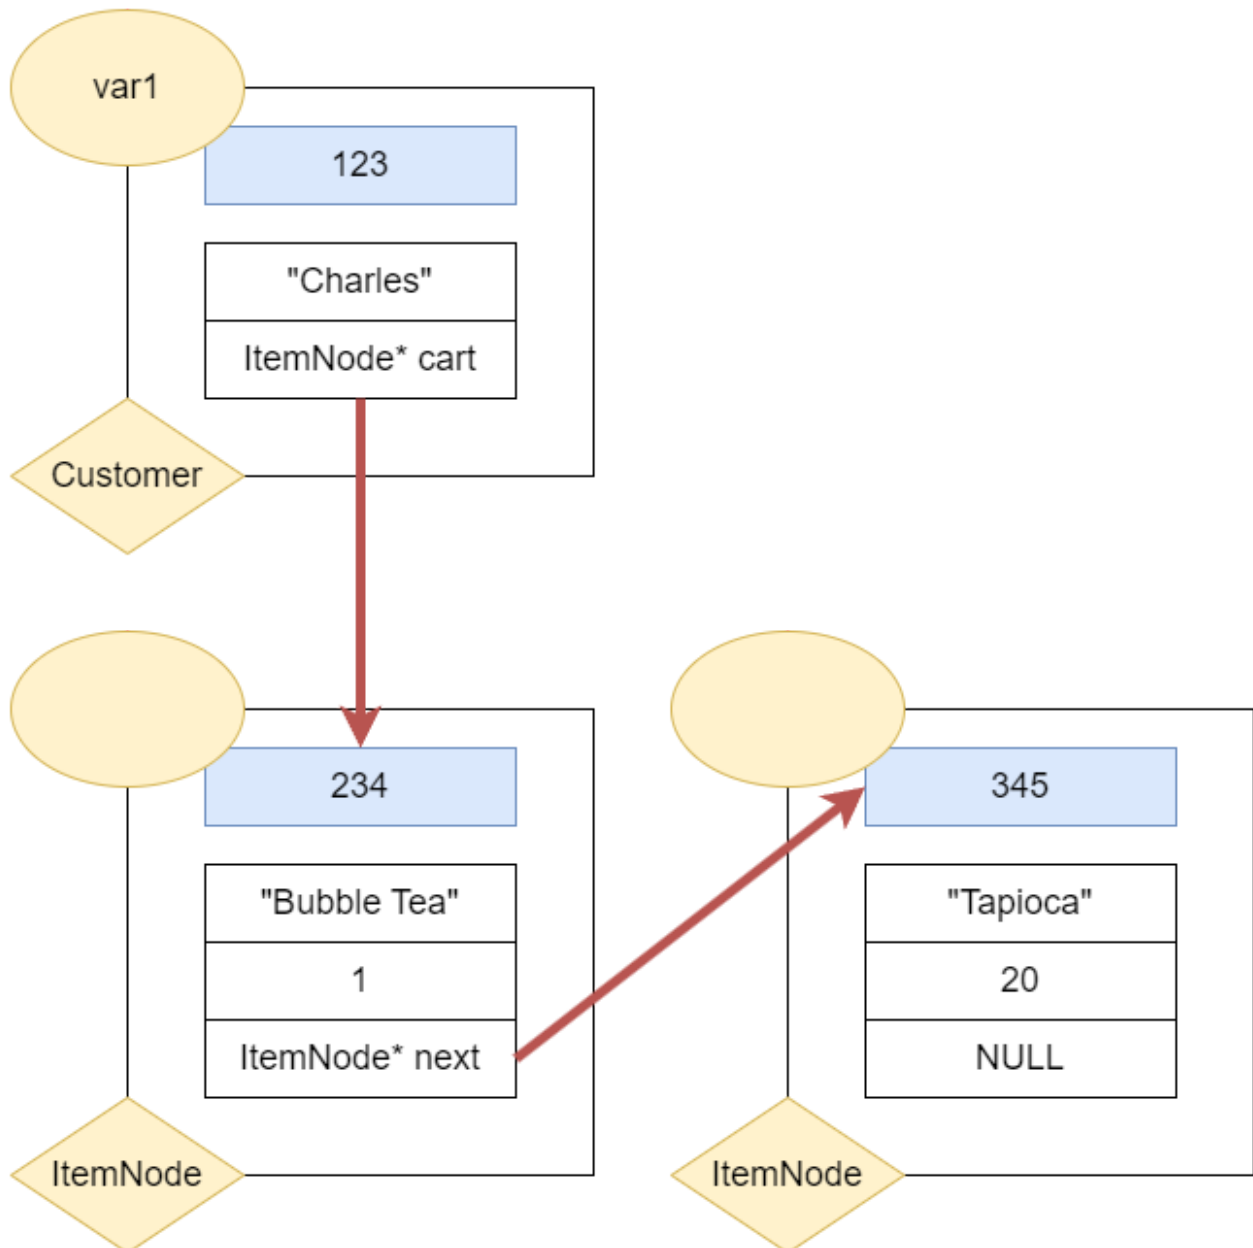 var1
123
"Charles"
ItemNode* cart
Customer
234
"Bubble Tea"
1
ItemNode* next
ItemNode
345
"Tapioca"
20
NULL
ItemNode